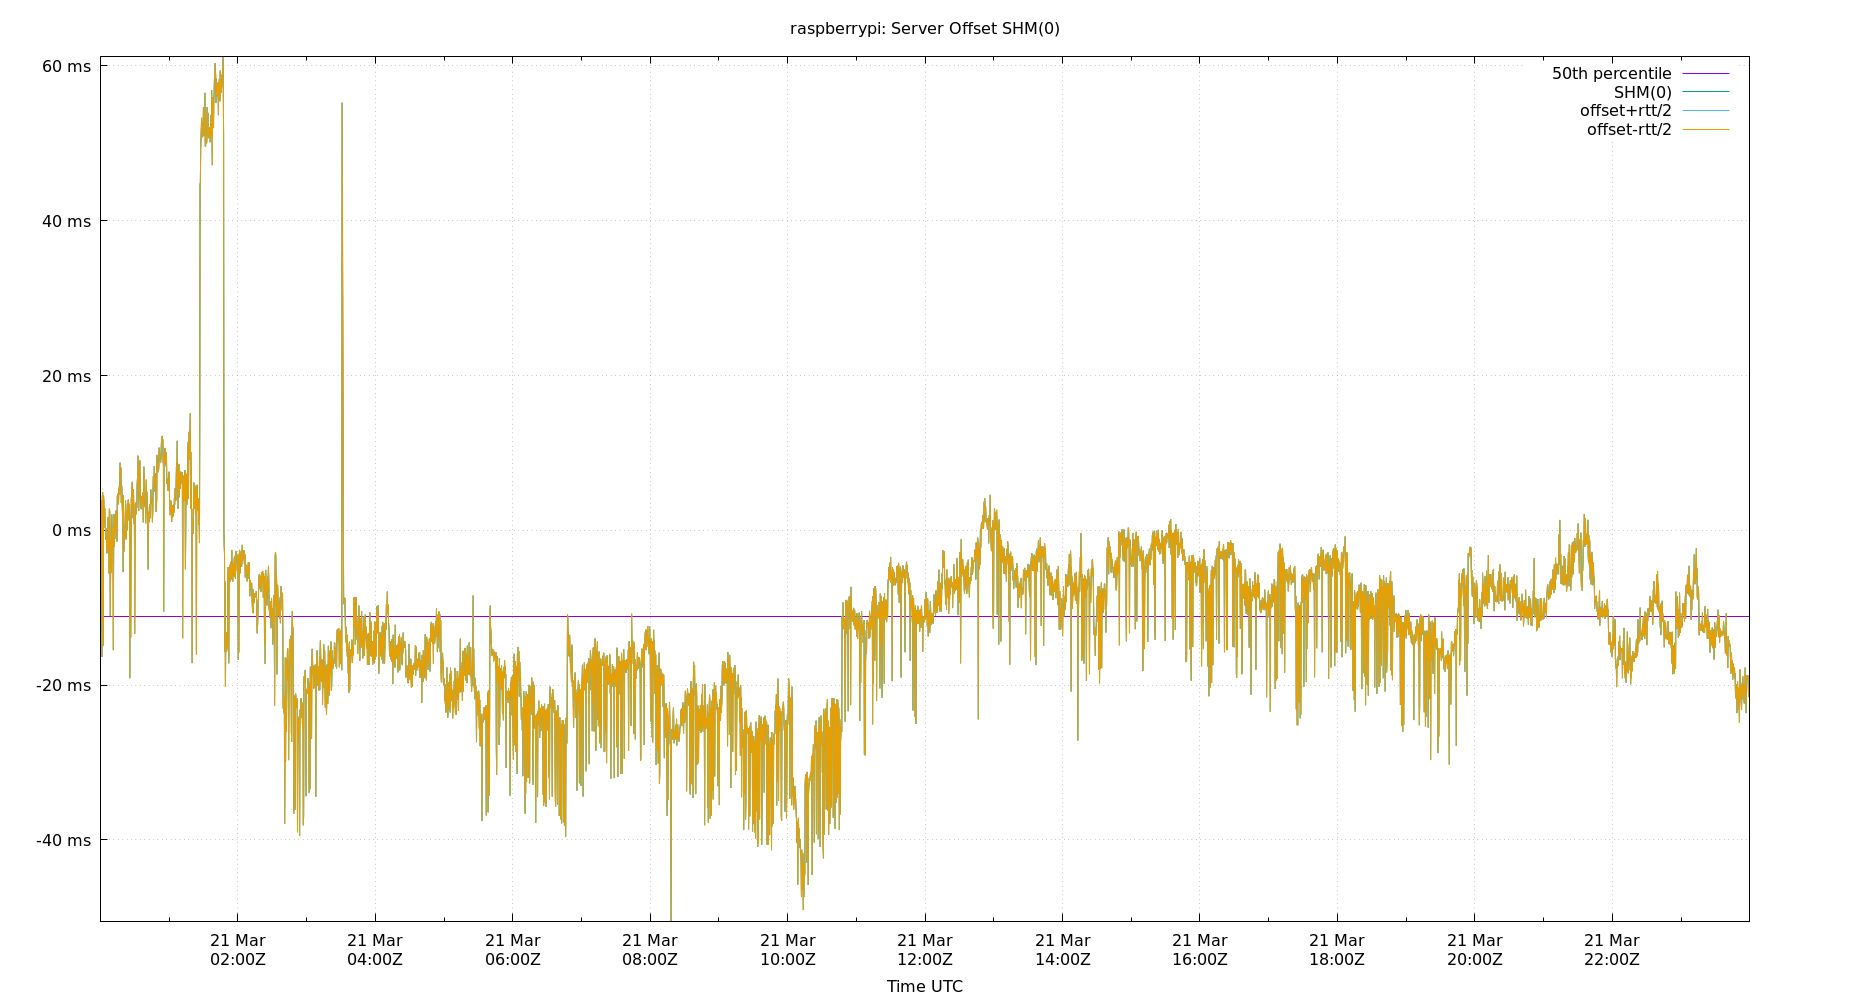 raspberrypi: Server Offset SHM(0)
50th percentile
SHM(0)
offset+rtt/2
offset-rtt/2
60 ms
40 ms
20 ms
0 ms
-20 ms
-40 ms
21 Mar 21 Mar 21 Mar 21 Mar 21 Mar 21 Mar 21 Mar 21 Mar 21 Mar 21 Mar 21 Mar
02:00Z 04:00Z 06:00Z 08:00Z 10:00Z 12:00Z 14:00Z 16:00Z 18:00Z 20:00Z 22:00Z
Time UTC